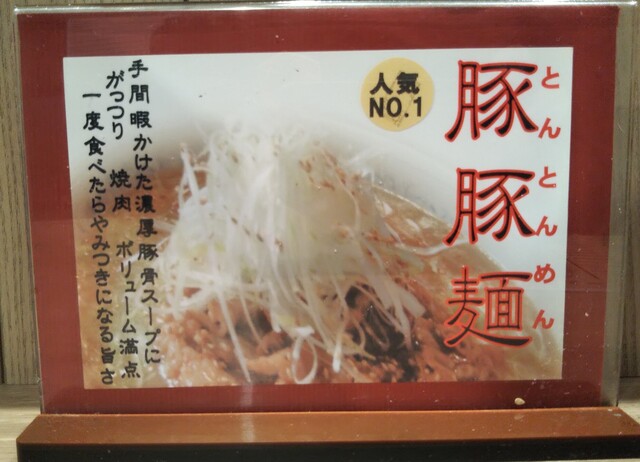 豚豚麺
とんとんめん
人気
NO.1
手間暇かけた濃厚豚骨スープに
がっつり 焼肉 ボリューム満点
一度食べたらやみつきになる旨さ